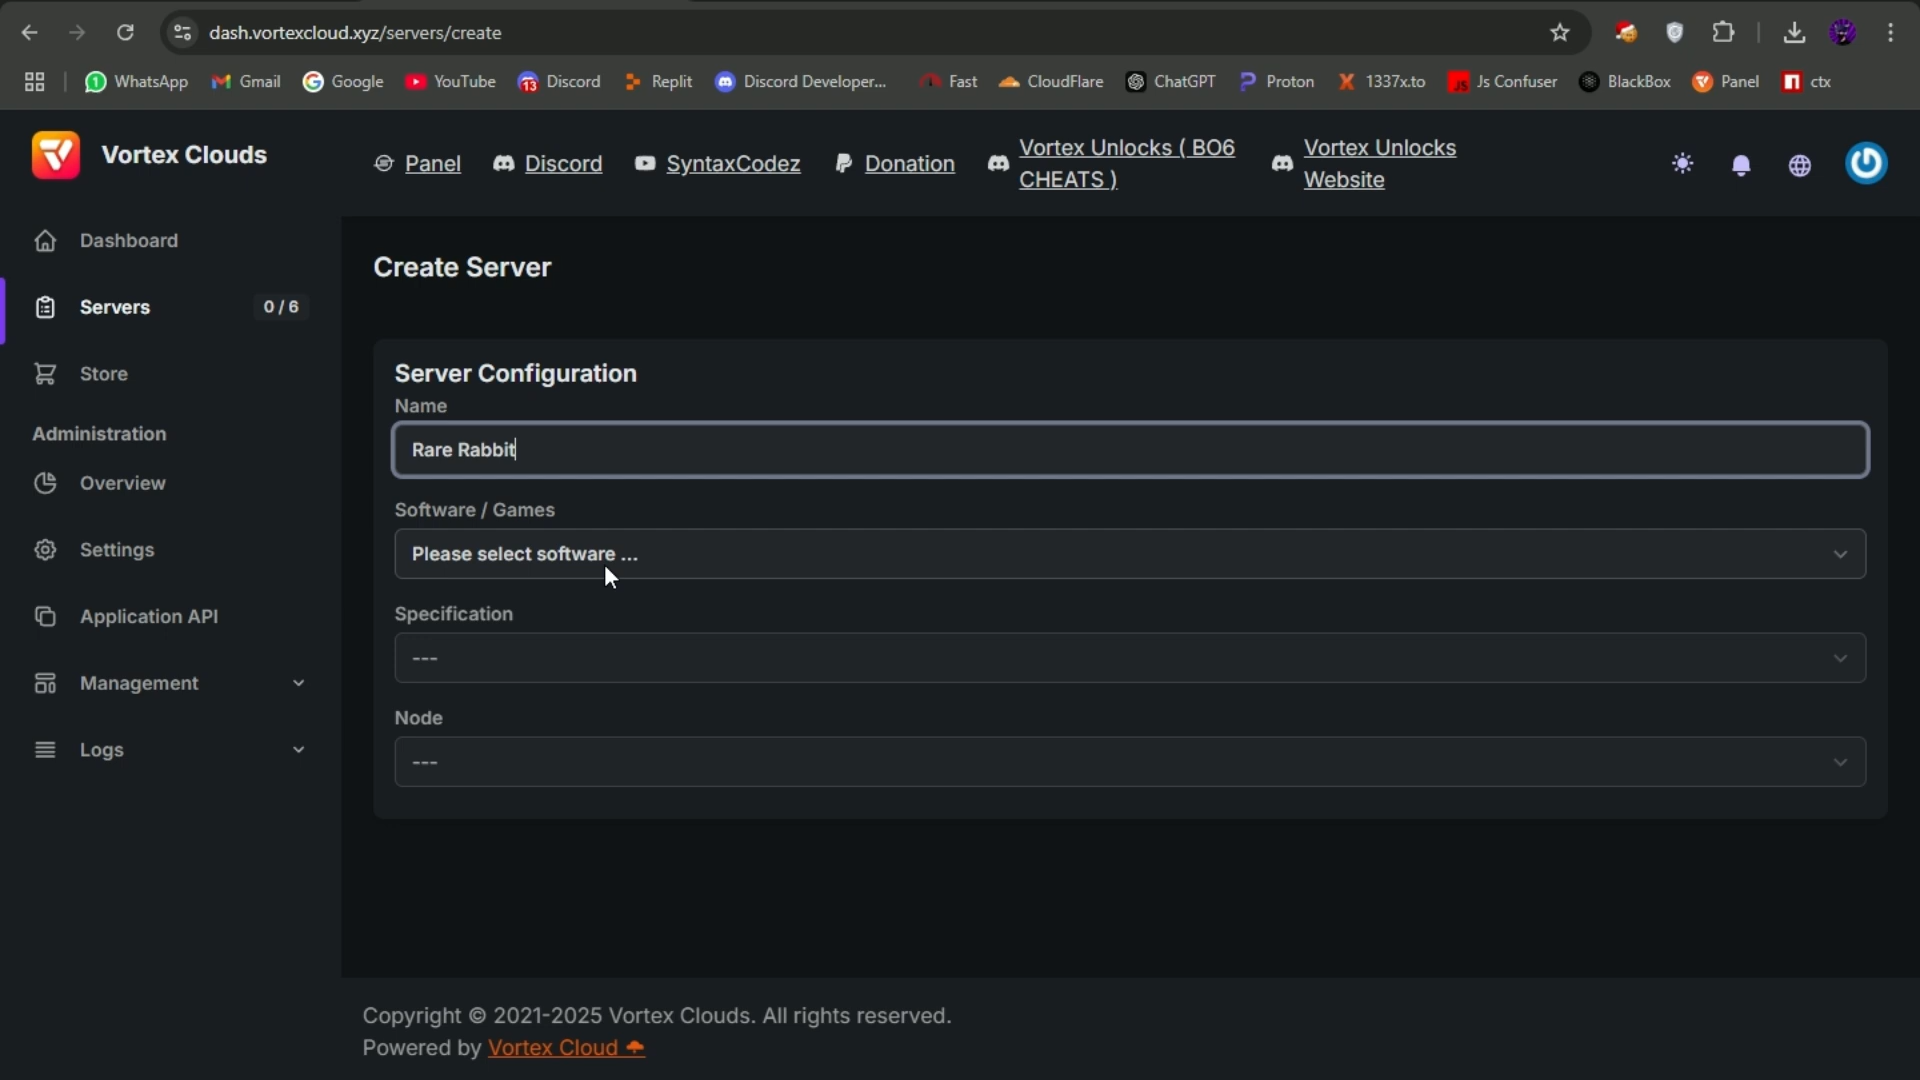 dash.vortexcloud.xyz/servers/create
WhatsApp Gmail Google YouTube 13 Discord Replit Discord Developer... Fast CloudFlare ChatGPT Proton 1337x.to JS Js Confuser BlackBox Panel ctx
Vortex Clouds
Panel Discord SyntaxCodez Donation
Vortex Unlocks ( BO6
CHEATS )
Vortex Unlocks
Website
Dashboard
Servers 0 / 6
Store
Administration
Overview
Settings
Application API
Management
Logs
Create Server
Server Configuration
Name
Rare Rabbit
Software / Games
Please select software ...
Specification
---
Node
---
Copyright © 2021-2025 Vortex Clouds. All rights reserved.
Powered by Vortex Cloud